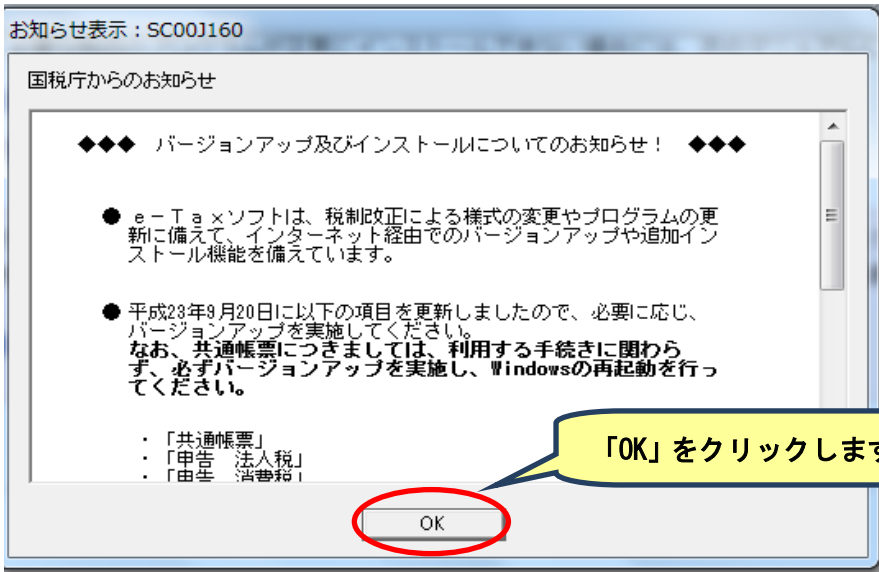 お知らせ表示：SC00J160
国税庁からのお知らせ
◆◆◆ バージョンアップ及びインストールについてのお知らせ！ ◆◆◆
● ｅ－Ｔａｘソフトは、税制改正による様式の変更やプログラムの更
新に備えて、インターネット経由でのバージョンアップや追加イン
ストール機能を備えています。
● 平成23年9月20日に以下の項目を更新しましたので、必要に応じ、
バージョンアップを実施してください。
なお、共通帳票につきましては、利用する手続きに関わら
ず、必ずバージョンアップを実施し、Windowsの再起動を行っ
てください。
・「共通帳票」
・「申告　法人税」
・「申告　消費税」
「OK」をクリックします
OK